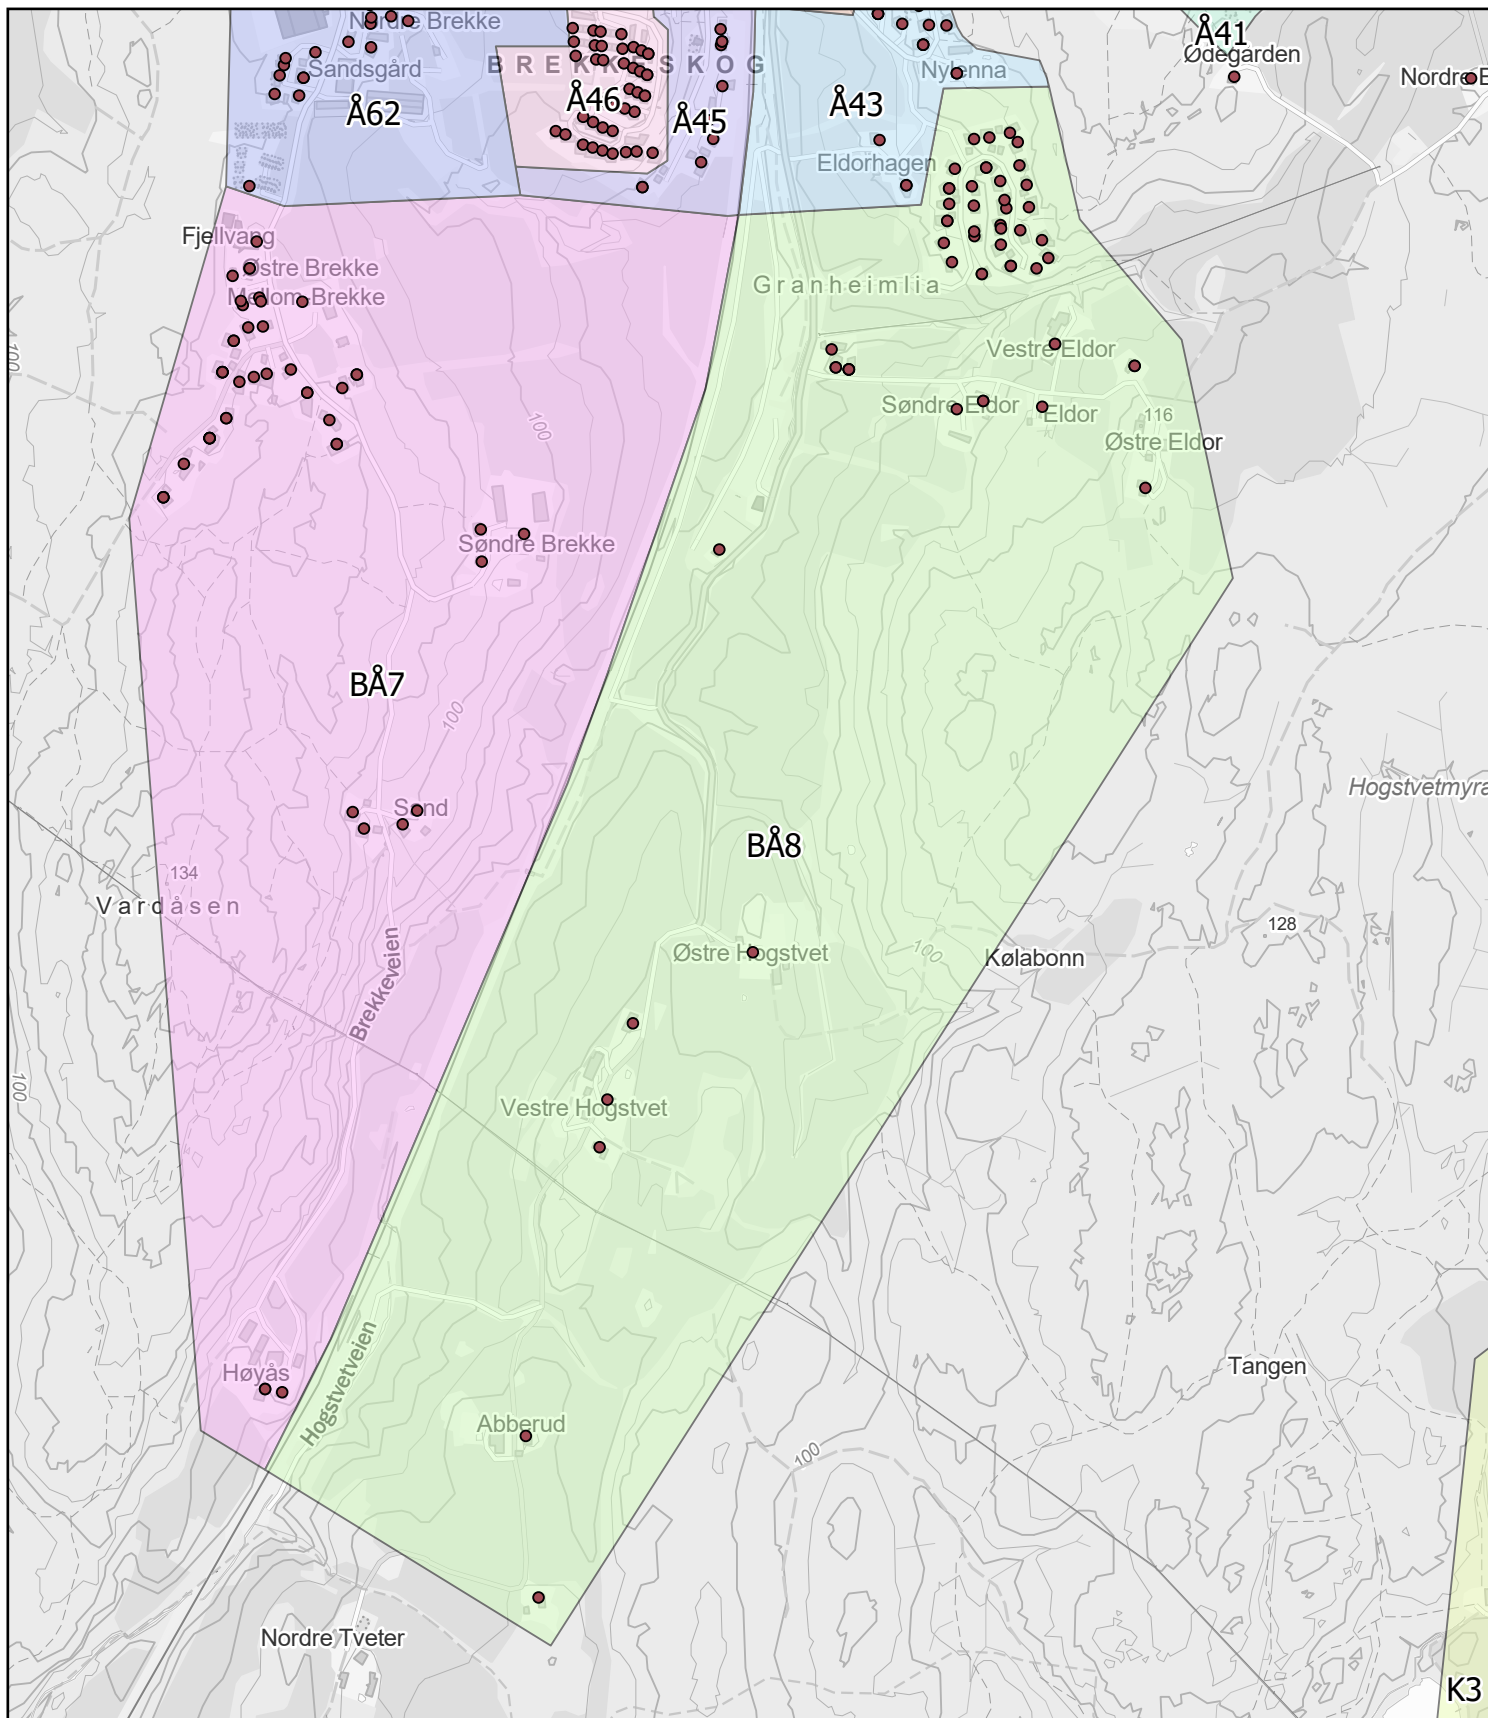 Nordre Brekke
Å41
Ødegården
BREKKESKOG
Sandsgård
Nylenna
Nordre E
Å46
Å43
Å62
Å45
Eldorhagen
Fjellvang
Østre Brekke
Granheimlia
Mellom-Brekke
100
Vestre Eldor
Søndre Eldor
Eldor
116
100
Østre Eldor
Søndre Brekke
BÅ7
100
Hogstvetmyra
Sand
BÅ8
134
Vardåsen
128
Brekkeveien
Østre Hogstvet
100
Kølabonn
100
Vestre Hogstvet
Hogstvetveien
Tangen
Høyås
Abberud
100
Nordre Tveter
K3